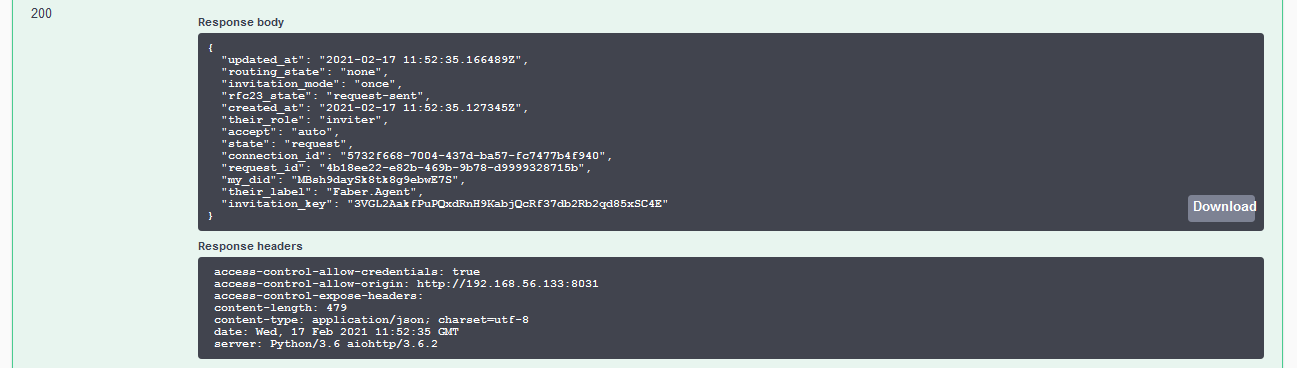 200
Response body
{
"updated_at": "2021-02-17 11:52:35.166489Z",
"routing_state": "none",
"invitation_mode": "once",
"rfc23_state": "request-sent",
"created_at": "2021-02-17 11:52:35.127345Z",
"their_role": "inviter",
"accept": "auto",
"state": "request",
"connection_id": "5732f668-7004-437d-ba57-fc7477b4f940",
"request_id": "4b18ee22-e82b-469b-9b78-d9999328715b",
"my_did": "MBsh9daySk8tk8g9ebwE7S",
"their_label": "Faber.Agent",
"invitation_key": "3VGL2AakfPuPQxdRnH9KabjQcRf37db2Rb2qd85xSC4E"
}
Download
Response headers
access-control-allow-credentials: true
access-control-allow-origin: http://192.168.56.133:8031
access-control-expose-headers:
content-length: 479
content-type: application/json; charset=utf-8
date: Wed, 17 Feb 2021 11:52:35 GMT
server: Python/3.6 aiohttp/3.6.2